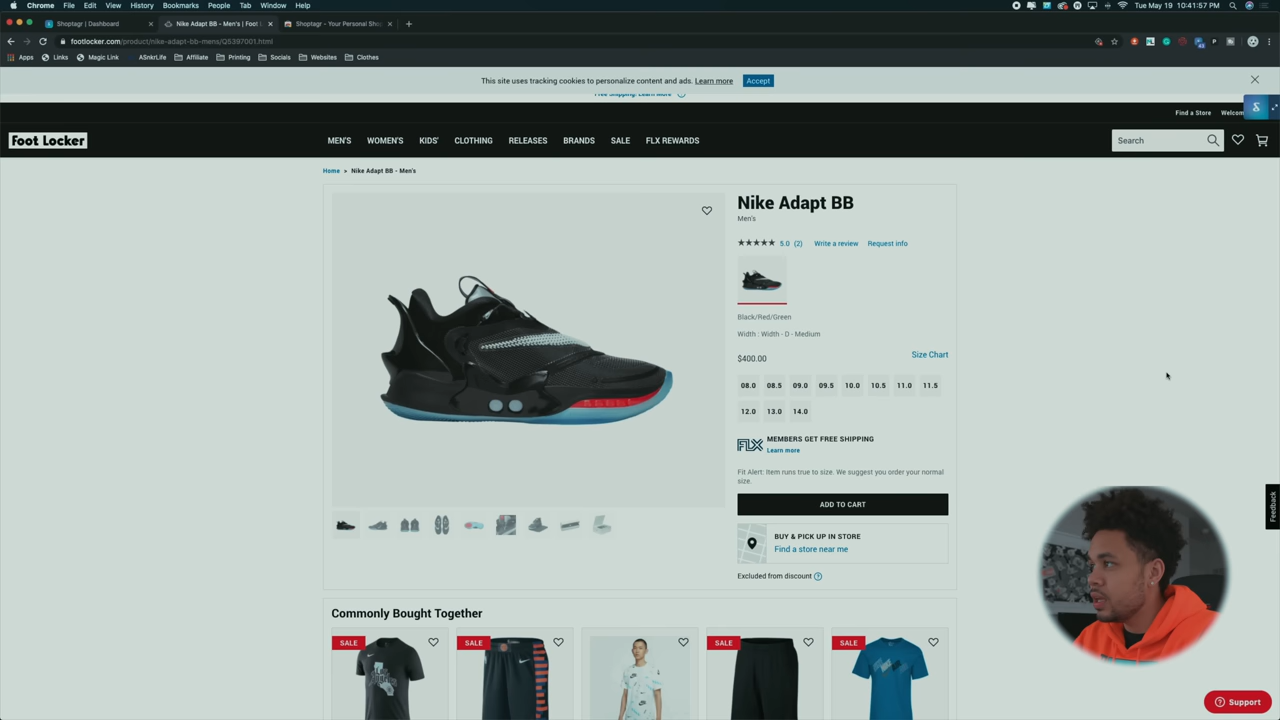 Chrome File Edit View History Bookmarks People Tab Window Help
Tue May 19 10:41:57 PM
Shoptagr | Dashboard
Nike Adapt BB - Men's | Foot L
Shoptagr - Your Personal Sho
footlocker.com/product/nike-adapt-bb-mens/Q5397001.html
Apps Links Magic Link ASnkrLife Affiliate Printing Socials Websites Clothes
This site uses tracking cookies to personalize content and ads. Learn more Accept
Free Shipping: Learn More
Find a Store Welcom
Foot Locker
MEN'S WOMEN'S KIDS' CLOTHING RELEASES BRANDS SALE FLX REWARDS
Search
Home > Nike Adapt BB - Men's
Nike Adapt BB
Men's
5.0 (2) Write a review Request info
Black/Red/Green
Width : Width - D - Medium
$400.00
Size Chart
08.0 08.5 09.0 09.5 10.0 10.5 11.0 11.5
12.0 13.0 14.0
FLX
MEMBERS GET FREE SHIPPING
Learn more
Fit Alert: Item runs true to size. We suggest you order your normal
size.
ADD TO CART
BUY & PICK UP IN STORE
Find a store near me
Excluded from discount ?
Feedback
Commonly Bought Together
SALE SALE SALE SALE
Support